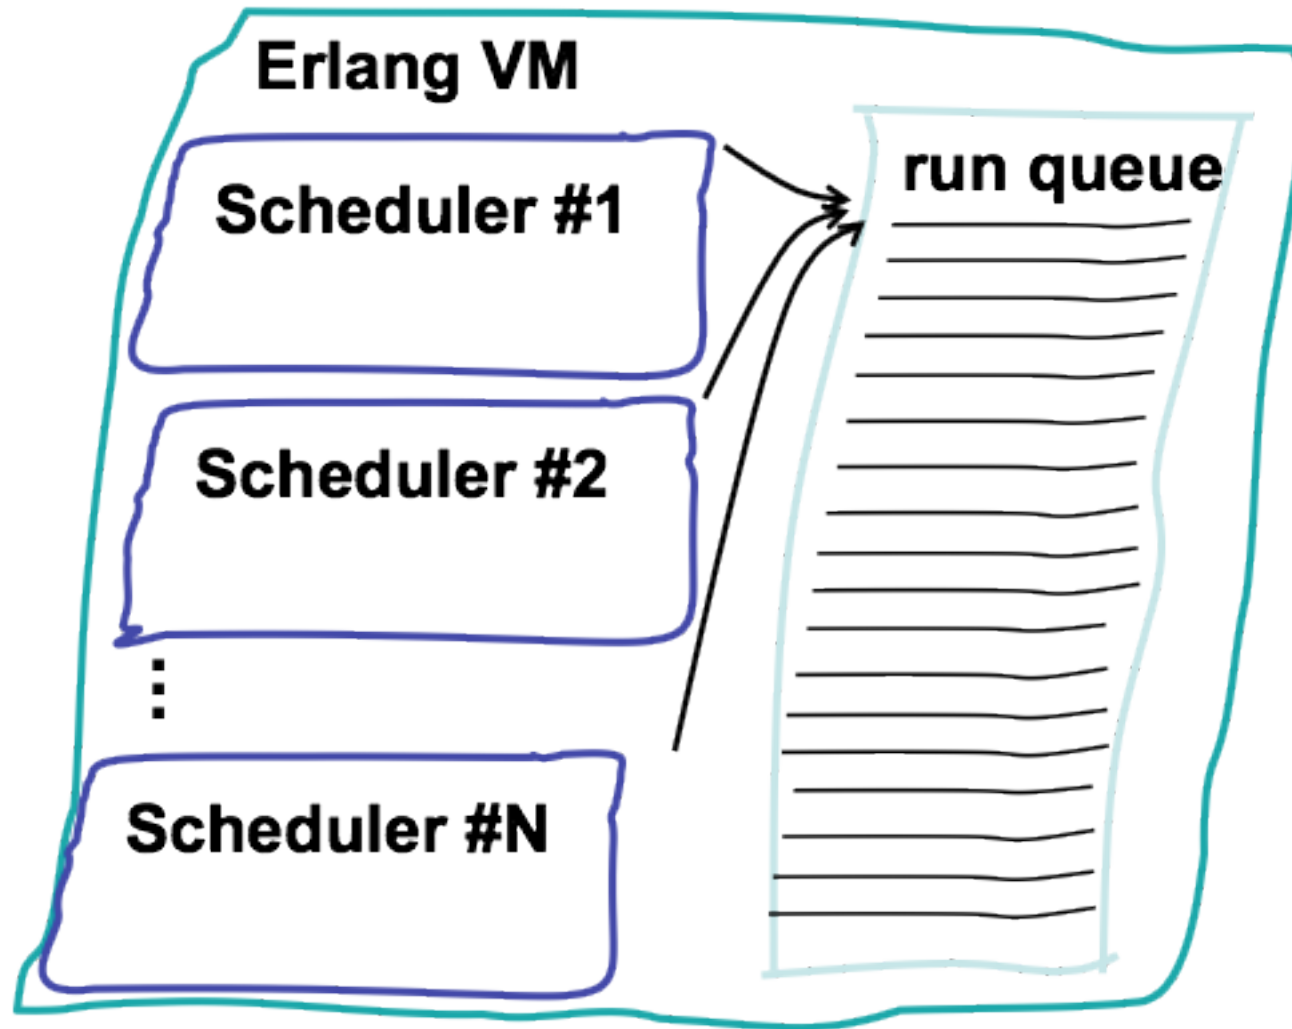 Erlang VM
Scheduler #1
run queue
Scheduler #2
⋮
Scheduler #N